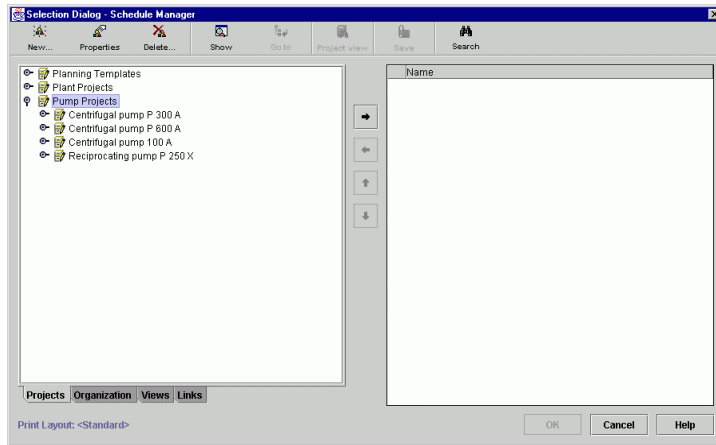 Selection Dialog - Schedule Manager
New... Properties Delete... Show Go to Project view Save Search
Planning Templates
Plant Projects
Pump Projects
Centrifugal pump P 300 A
Centrifugal pump P 600 A
Centrifugal pump 100 A
Reciprocating pump P 250 X
Name
Projects Organization Views Links
Print Layout: <Standard>
OK Cancel Help